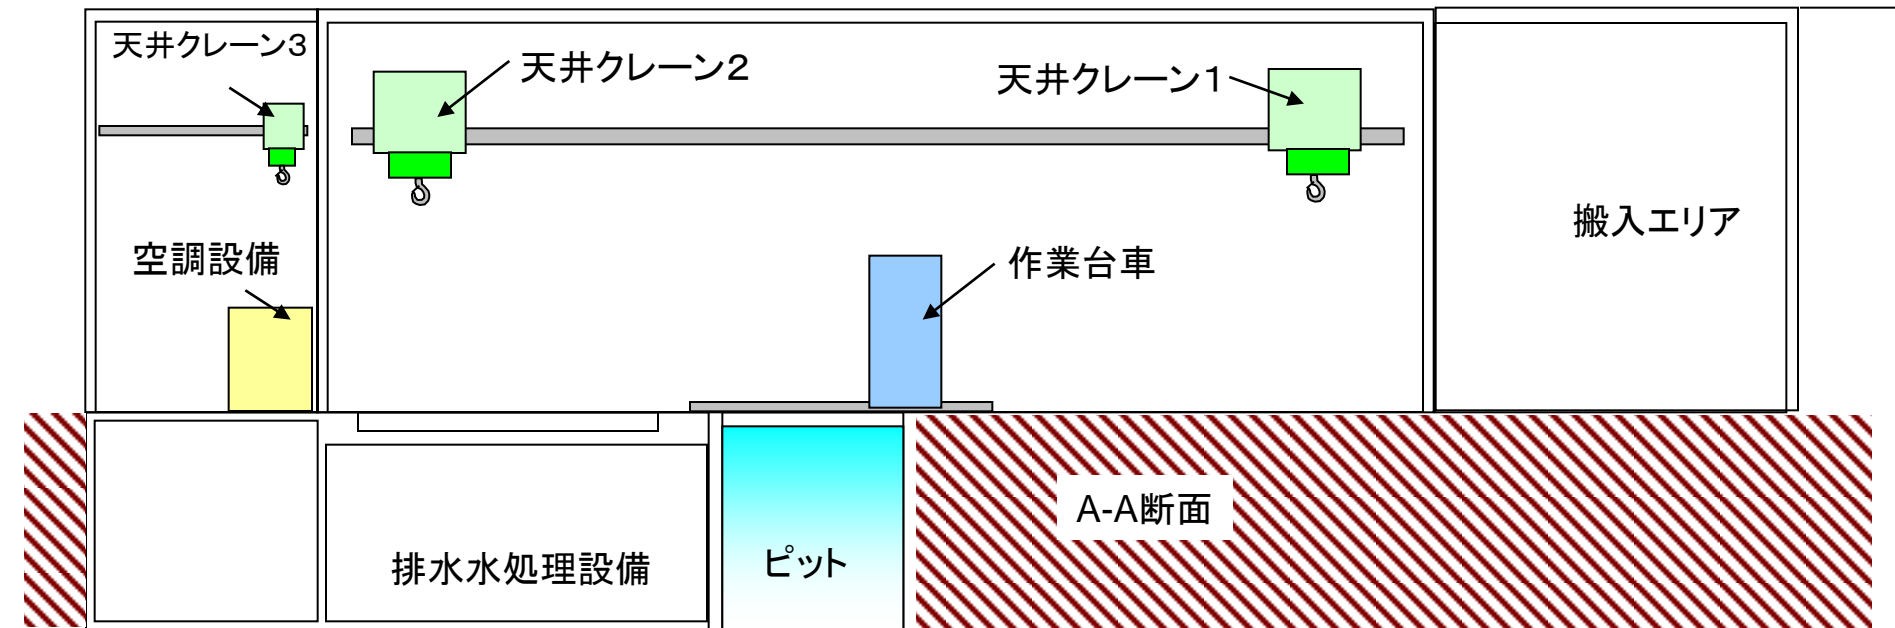 天井クレーン3
天井クレーン2
天井クレーン1
搬入エリア
空調設備
作業台車
A-A断面
排水水処理設備
ピット